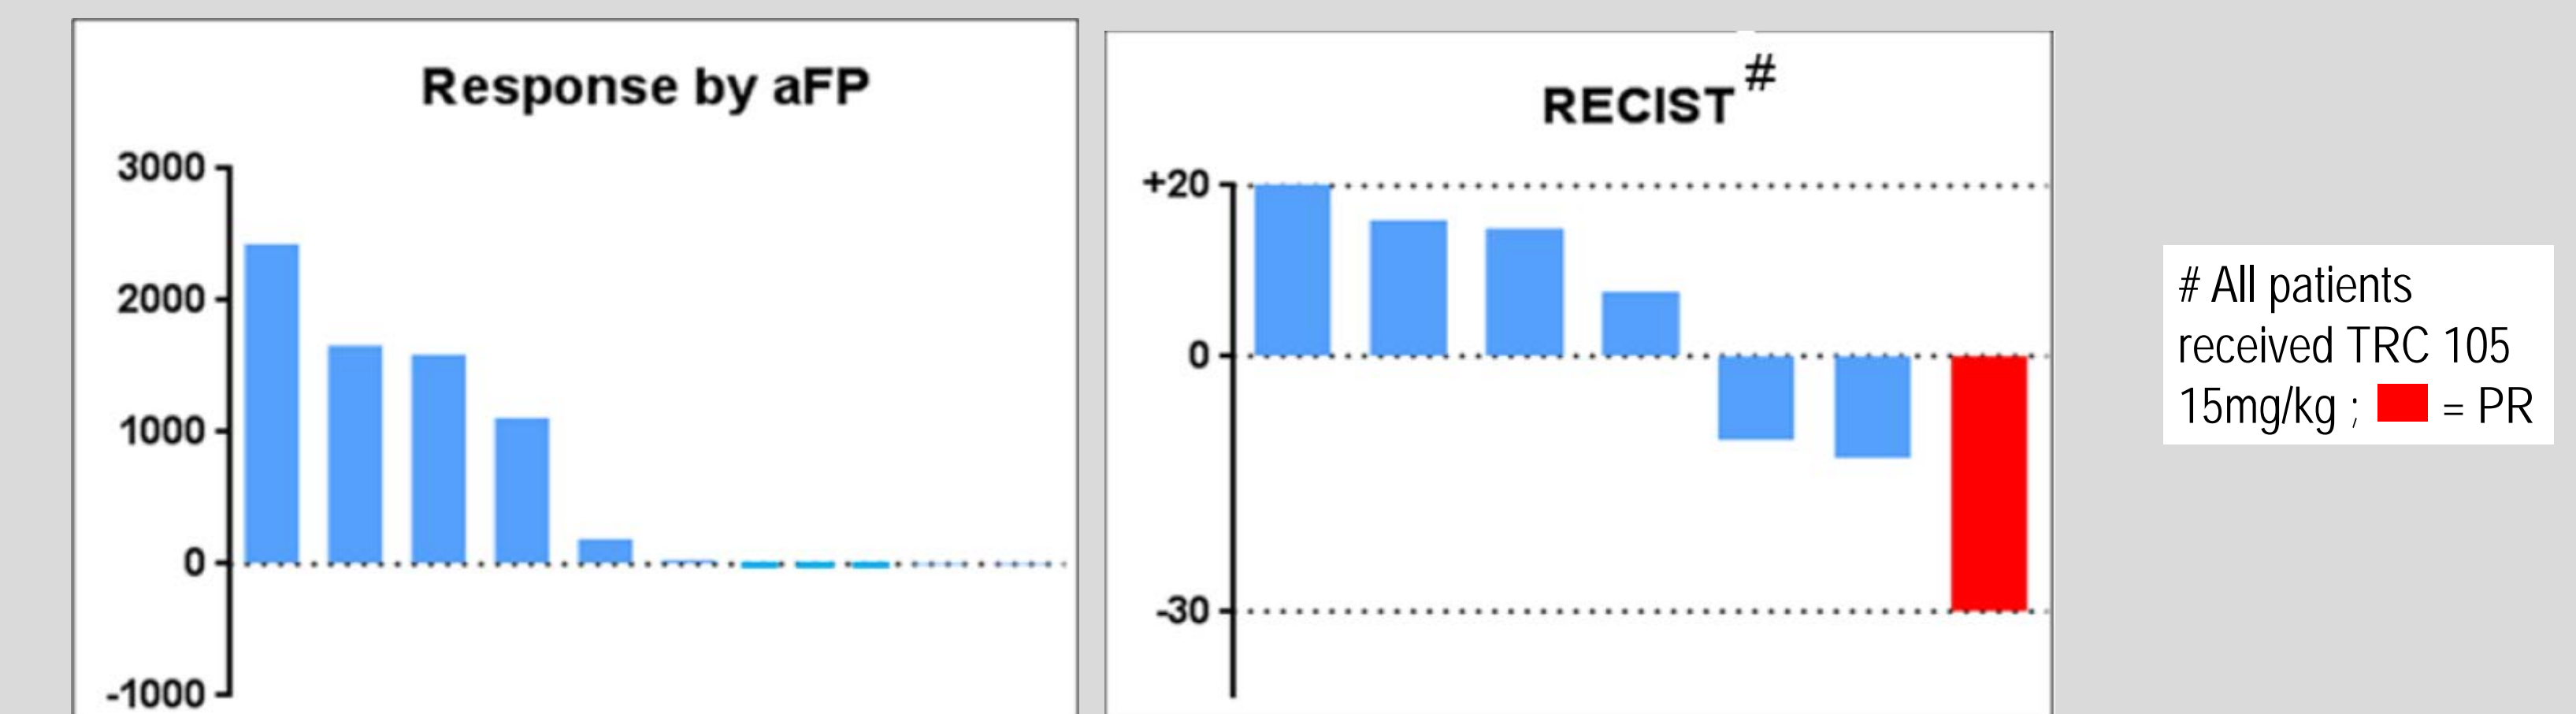 Response by aFP
3000
2000
1000
0
-1000
RECIST #
+20
0
-30
# All patients
received TRC 105
15mg/kg ; = PR